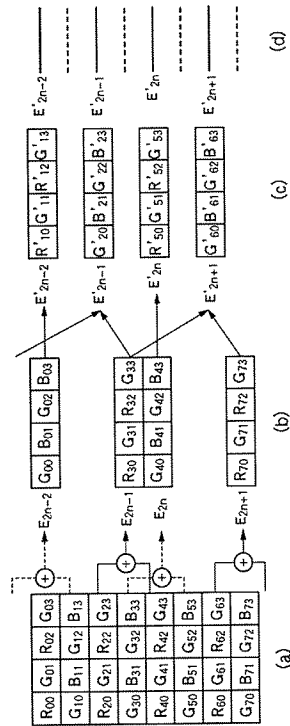 R00 G01 R02 G03
G10 B11 G12 B13
R20 G21 R22 G23
G30 B31 G32 B33
R40 G41 R42 G43
G50 B51 G52 B53
R60 G61 R62 G63
G70 B71 G72 B73
(a)
E2n-2
E2n-1
E2n
E2n+1
G00 B01 G02 B03
R30 G31 R32 G33
G40 B41 G42 B43
R70 G71 R72 G73
(b)
E'2n-2
E'2n-1
E'2n
E'2n+1
R'10 G'11 R'12 G'13
G'20 B'21 G'22 B'23
R'50 G'51 R'52 G'53
G'60 B'61 G'62 B'63
(c)
E'2n-2
E'2n-1
E'2n
E'2n+1
(d)